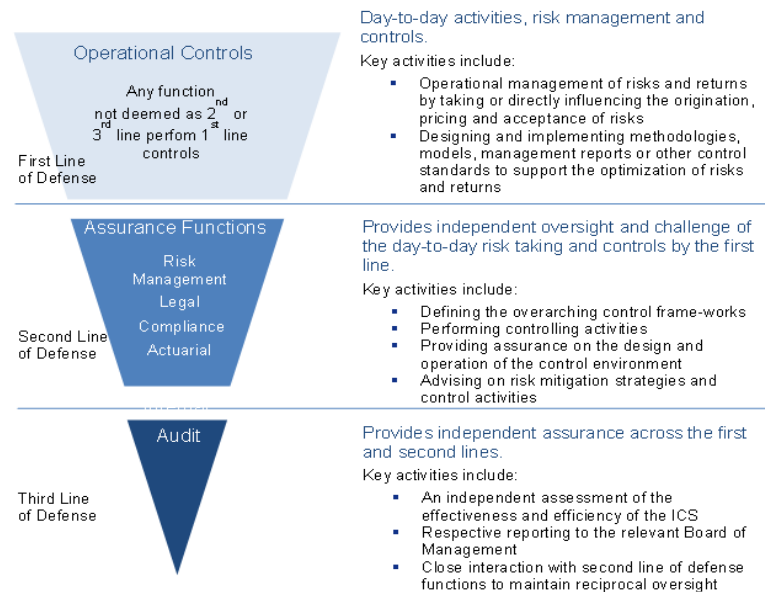 Operational Controls
Any function
not deemed as 2nd or
3rd line perfom 1st line
controls
First Line
of Defense
Day-to-day activities, risk management and
controls.
Key activities include:
▪ Operational management of risks and returns
by taking or directly influencing the origination,
pricing and acceptance of risks
▪ Designing and implementing methodologies,
models, management reports or other control
standards to support the optimization of risks
and returns
Assurance Functions
Risk
Management
Legal
Compliance
Actuarial
Second Line
of Defense
Provides independent oversight and challenge of
the day-to-day risk taking and controls by the first
line.
Key activities include:
▪ Defining the overarching control frame-works
▪ Performing controlling activities
▪ Providing assurance on the design and
operation of the control environment
▪ Advising on risk mitigation strategies and
control activities
Audit
Third Line
of Defense
Provides independent assurance across the first
and second lines.
Key activities include:
▪ An independent assessment of the
effectiveness and efficiency of the ICS
▪ Respective reporting to the relevant Board of
Management
▪ Close interaction with second line of defense
functions to maintain reciprocal oversight